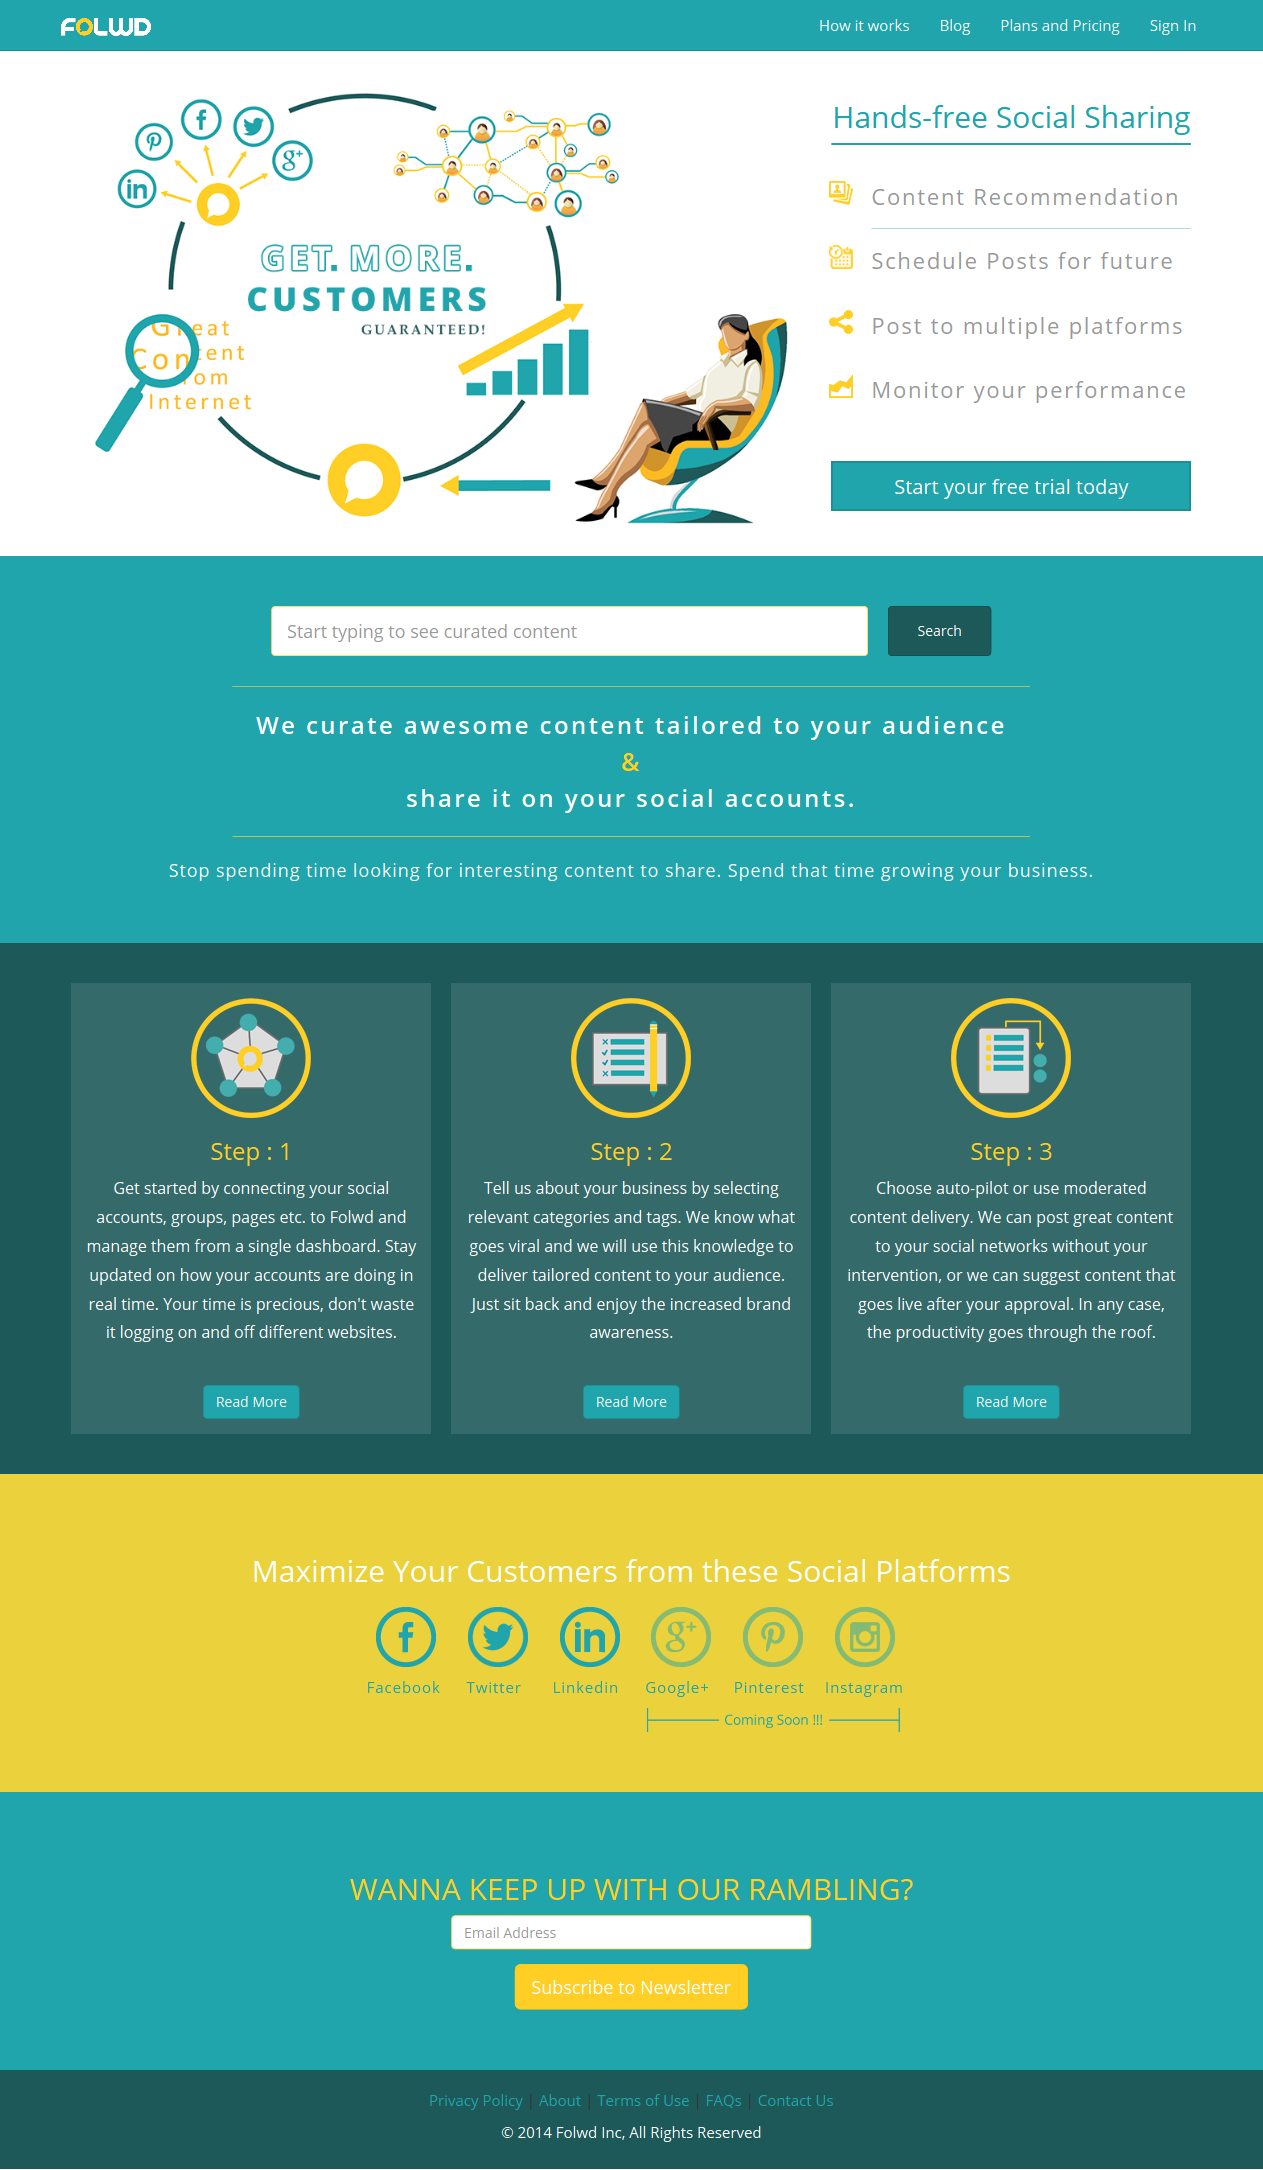 FOLWD
How it works
Blog
Plans and Pricing
Sign In
GET. MORE.
CUSTOMERS
GUARANTEED!
Great
Content
from
Internet
Hands-free Social Sharing
Content Recommendation
Schedule Posts for future
Post to multiple platforms
Monitor your performance
Start your free trial today
Start typing to see curated content
Search
We curate awesome content tailored to your audience
&
share it on your social accounts.
Stop spending time looking for interesting content to share. Spend that time growing your business.
Step : 1
Get started by connecting your social
accounts, groups, pages etc. to Folwd and
manage them from a single dashboard. Stay
updated on how your accounts are doing in
real time. Your time is precious, don't waste
it logging on and off different websites.
Read More
Step : 2
Tell us about your business by selecting
relevant categories and tags. We know what
goes viral and we will use this knowledge to
deliver tailored content to your audience.
Just sit back and enjoy the increased brand
awareness.
Read More
Step : 3
Choose auto-pilot or use moderated
content delivery. We can post great content
to your social networks without your
intervention, or we can suggest content that
goes live after your approval. In any case,
the productivity goes through the roof.
Read More
Maximize Your Customers from these Social Platforms
Facebook
Twitter
Linkedin
Google+
Pinterest
Instagram
Coming Soon !!!
WANNA KEEP UP WITH OUR RAMBLING?
Email Address
Subscribe to Newsletter
Privacy Policy | About | Terms of Use | FAQs | Contact Us
© 2014 Folwd Inc, All Rights Reserved